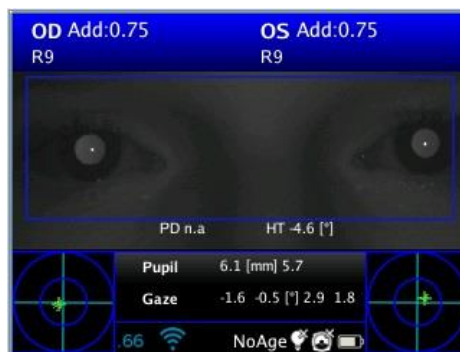 OD Add:0.75 OS Add:0.75
R9 R9
PD n.a HT -4.6 [°]
Pupil 6.1 [mm] 5.7
Gaze -1.6 -0.5 [°] 2.9 1.8
.66 NoAge